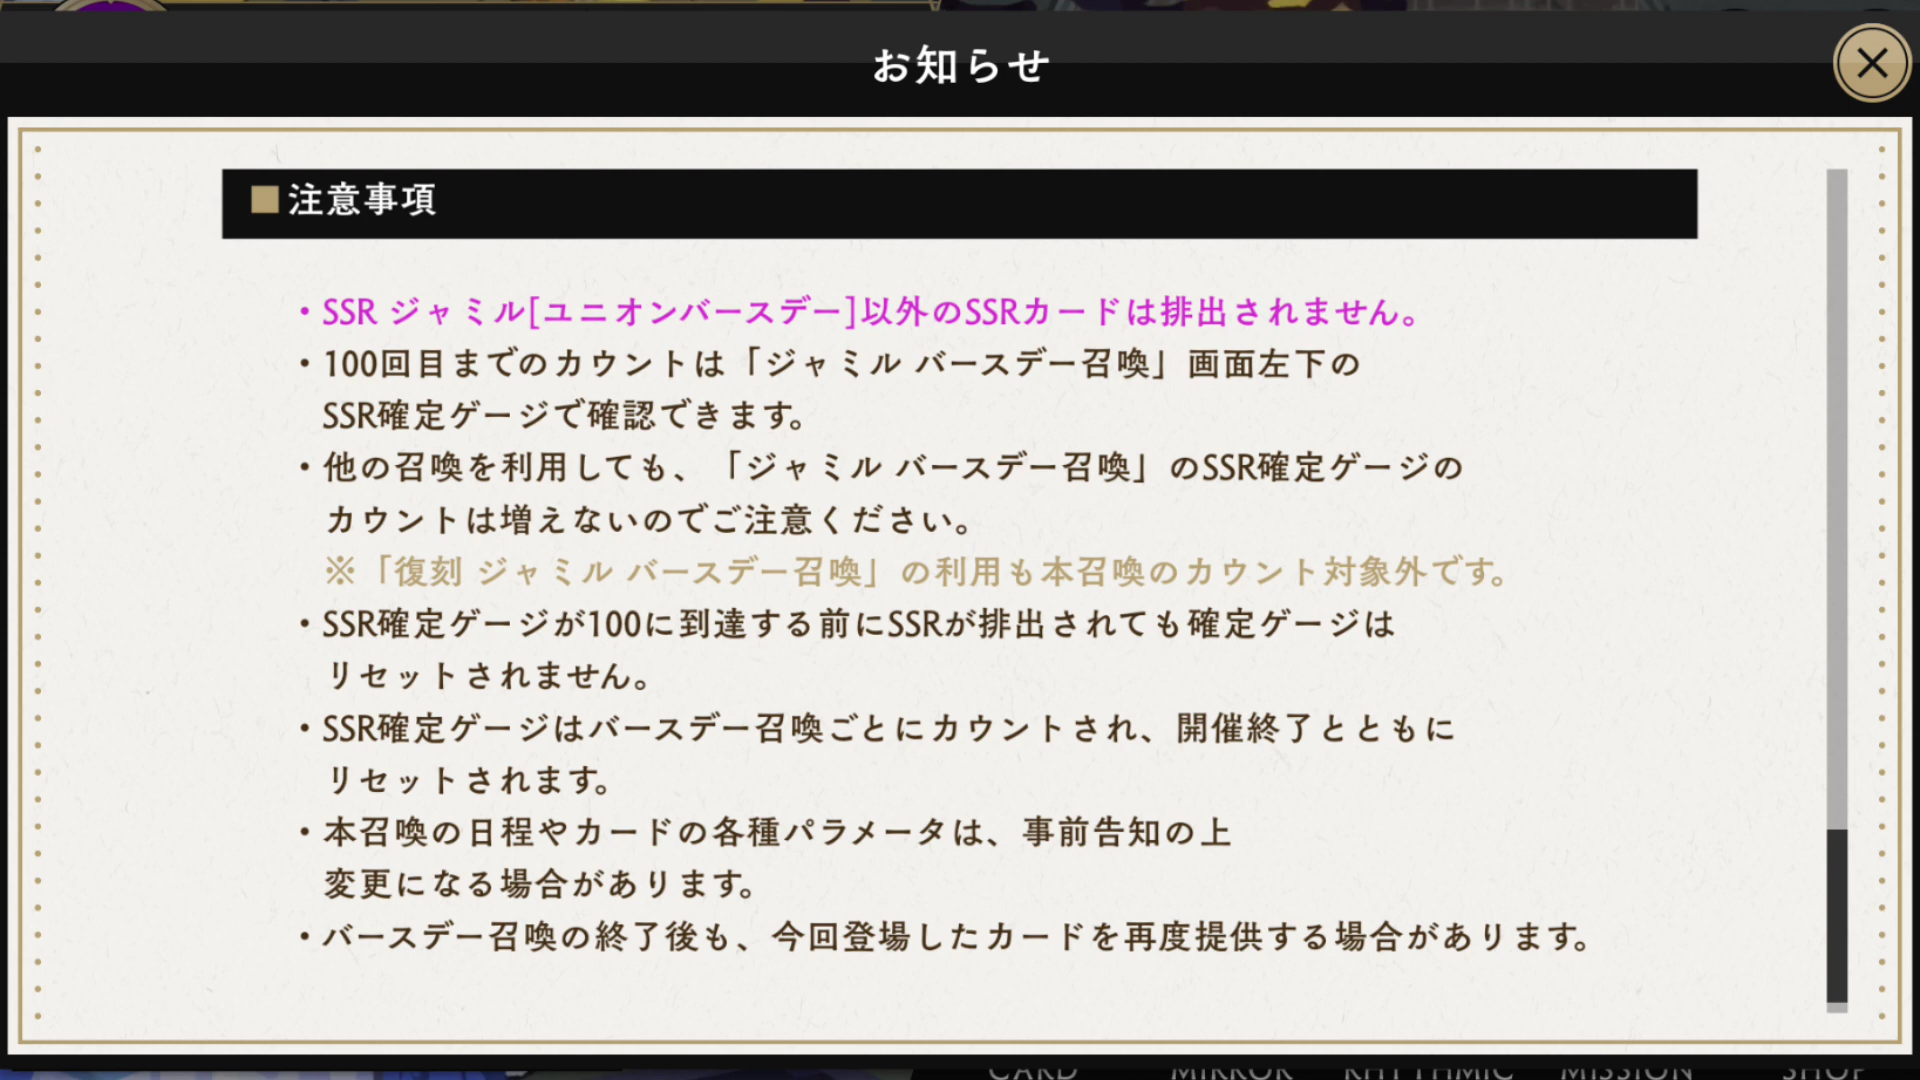 お知らせ
■注意事項
・SSR ジャミル[ユニオンバースデー]以外のSSRカードは排出されません。
・100回目までのカウントは「ジャミル バースデー召喚」画面左下の
SSR確定ゲージで確認できます。
・他の召喚を利用しても、「ジャミル バースデー召喚」のSSR確定ゲージの
カウントは増えないのでご注意ください。
※「復刻 ジャミル バースデー召喚」の利用も本召喚のカウント対象外です。
・SSR確定ゲージが100に到達する前にSSRが排出されても確定ゲージは
リセットされません。
・SSR確定ゲージはバースデー召喚ごとにカウントされ、開催終了とともに
リセットされます。
・本召喚の日程やカードの各種パラメータは、事前告知の上
変更になる場合があります。
・バースデー召喚の終了後も、今回登場したカードを再度提供する場合があります。
CARD MIRROR RHYTHMIC MISSION SHOP